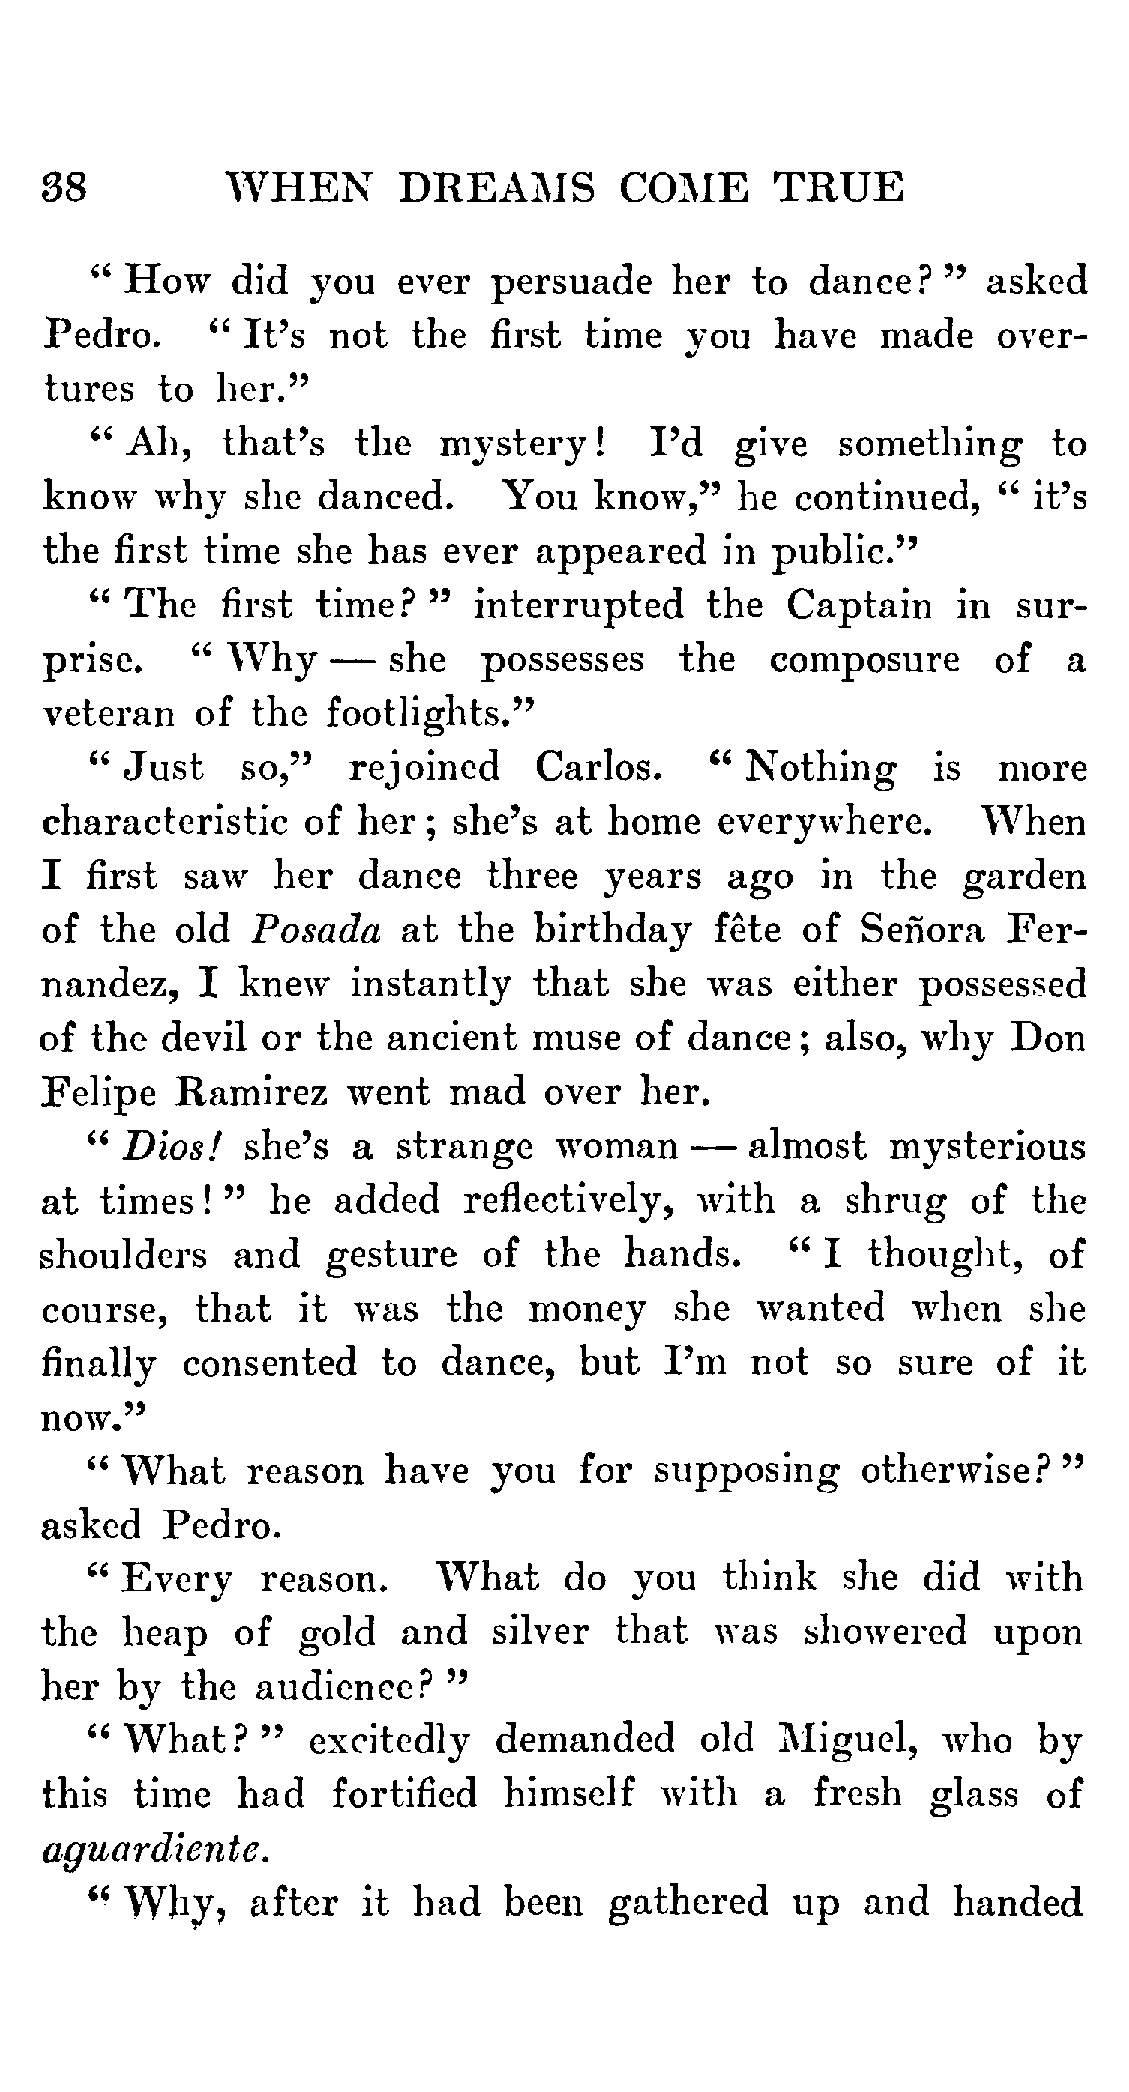 38 WHEN DREAMS COME TRUE
“ How did you ever persuade her to dance? ” asked
Pedro. “ It’s not the first time you have made over-
tures to her.”
“ Ah, that’s the mystery! I’d give something to
know why she danced. You know,” he continued, “ it’s
the first time she has ever appeared in public.”
“ The first time? ” interrupted the Captain in sur-
prise. “ Why — she possesses the composure of a
veteran of the footlights.”
“ Just so,” rejoined Carlos. “ Nothing is more
characteristic of her; she’s at home everywhere. When
I first saw her dance three years ago in the garden
of the old Posada at the birthday fête of Señora Fer-
nandez, I knew instantly that she was either possessed
of the devil or the ancient muse of dance; also, why Don
Felipe Ramirez went mad over her.
“ Dios! she’s a strange woman — almost mysterious
at times! ” he added reflectively, with a shrug of the
shoulders and gesture of the hands. “ I thought, of
course, that it was the money she wanted when she
finally consented to dance, but I’m not so sure of it
now.”
“ What reason have you for supposing otherwise? ”
asked Pedro.
“ Every reason. What do you think she did with
the heap of gold and silver that was showered upon
her by the audience? ”
“ What? ” excitedly demanded old Miguel, who by
this time had fortified himself with a fresh glass of
aguardiente.
“ Why, after it had been gathered up and handed